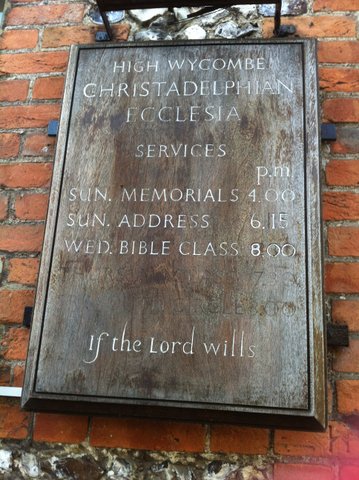 HIGH WYCOMBE
CHRISTADELPHIAN
ECCLESIA
SERVICES
p.m.
SUN. MEMORIALS 4.00
SUN. ADDRESS 6.15
WED. BIBLE CLASS 8.00
If the Lord wills